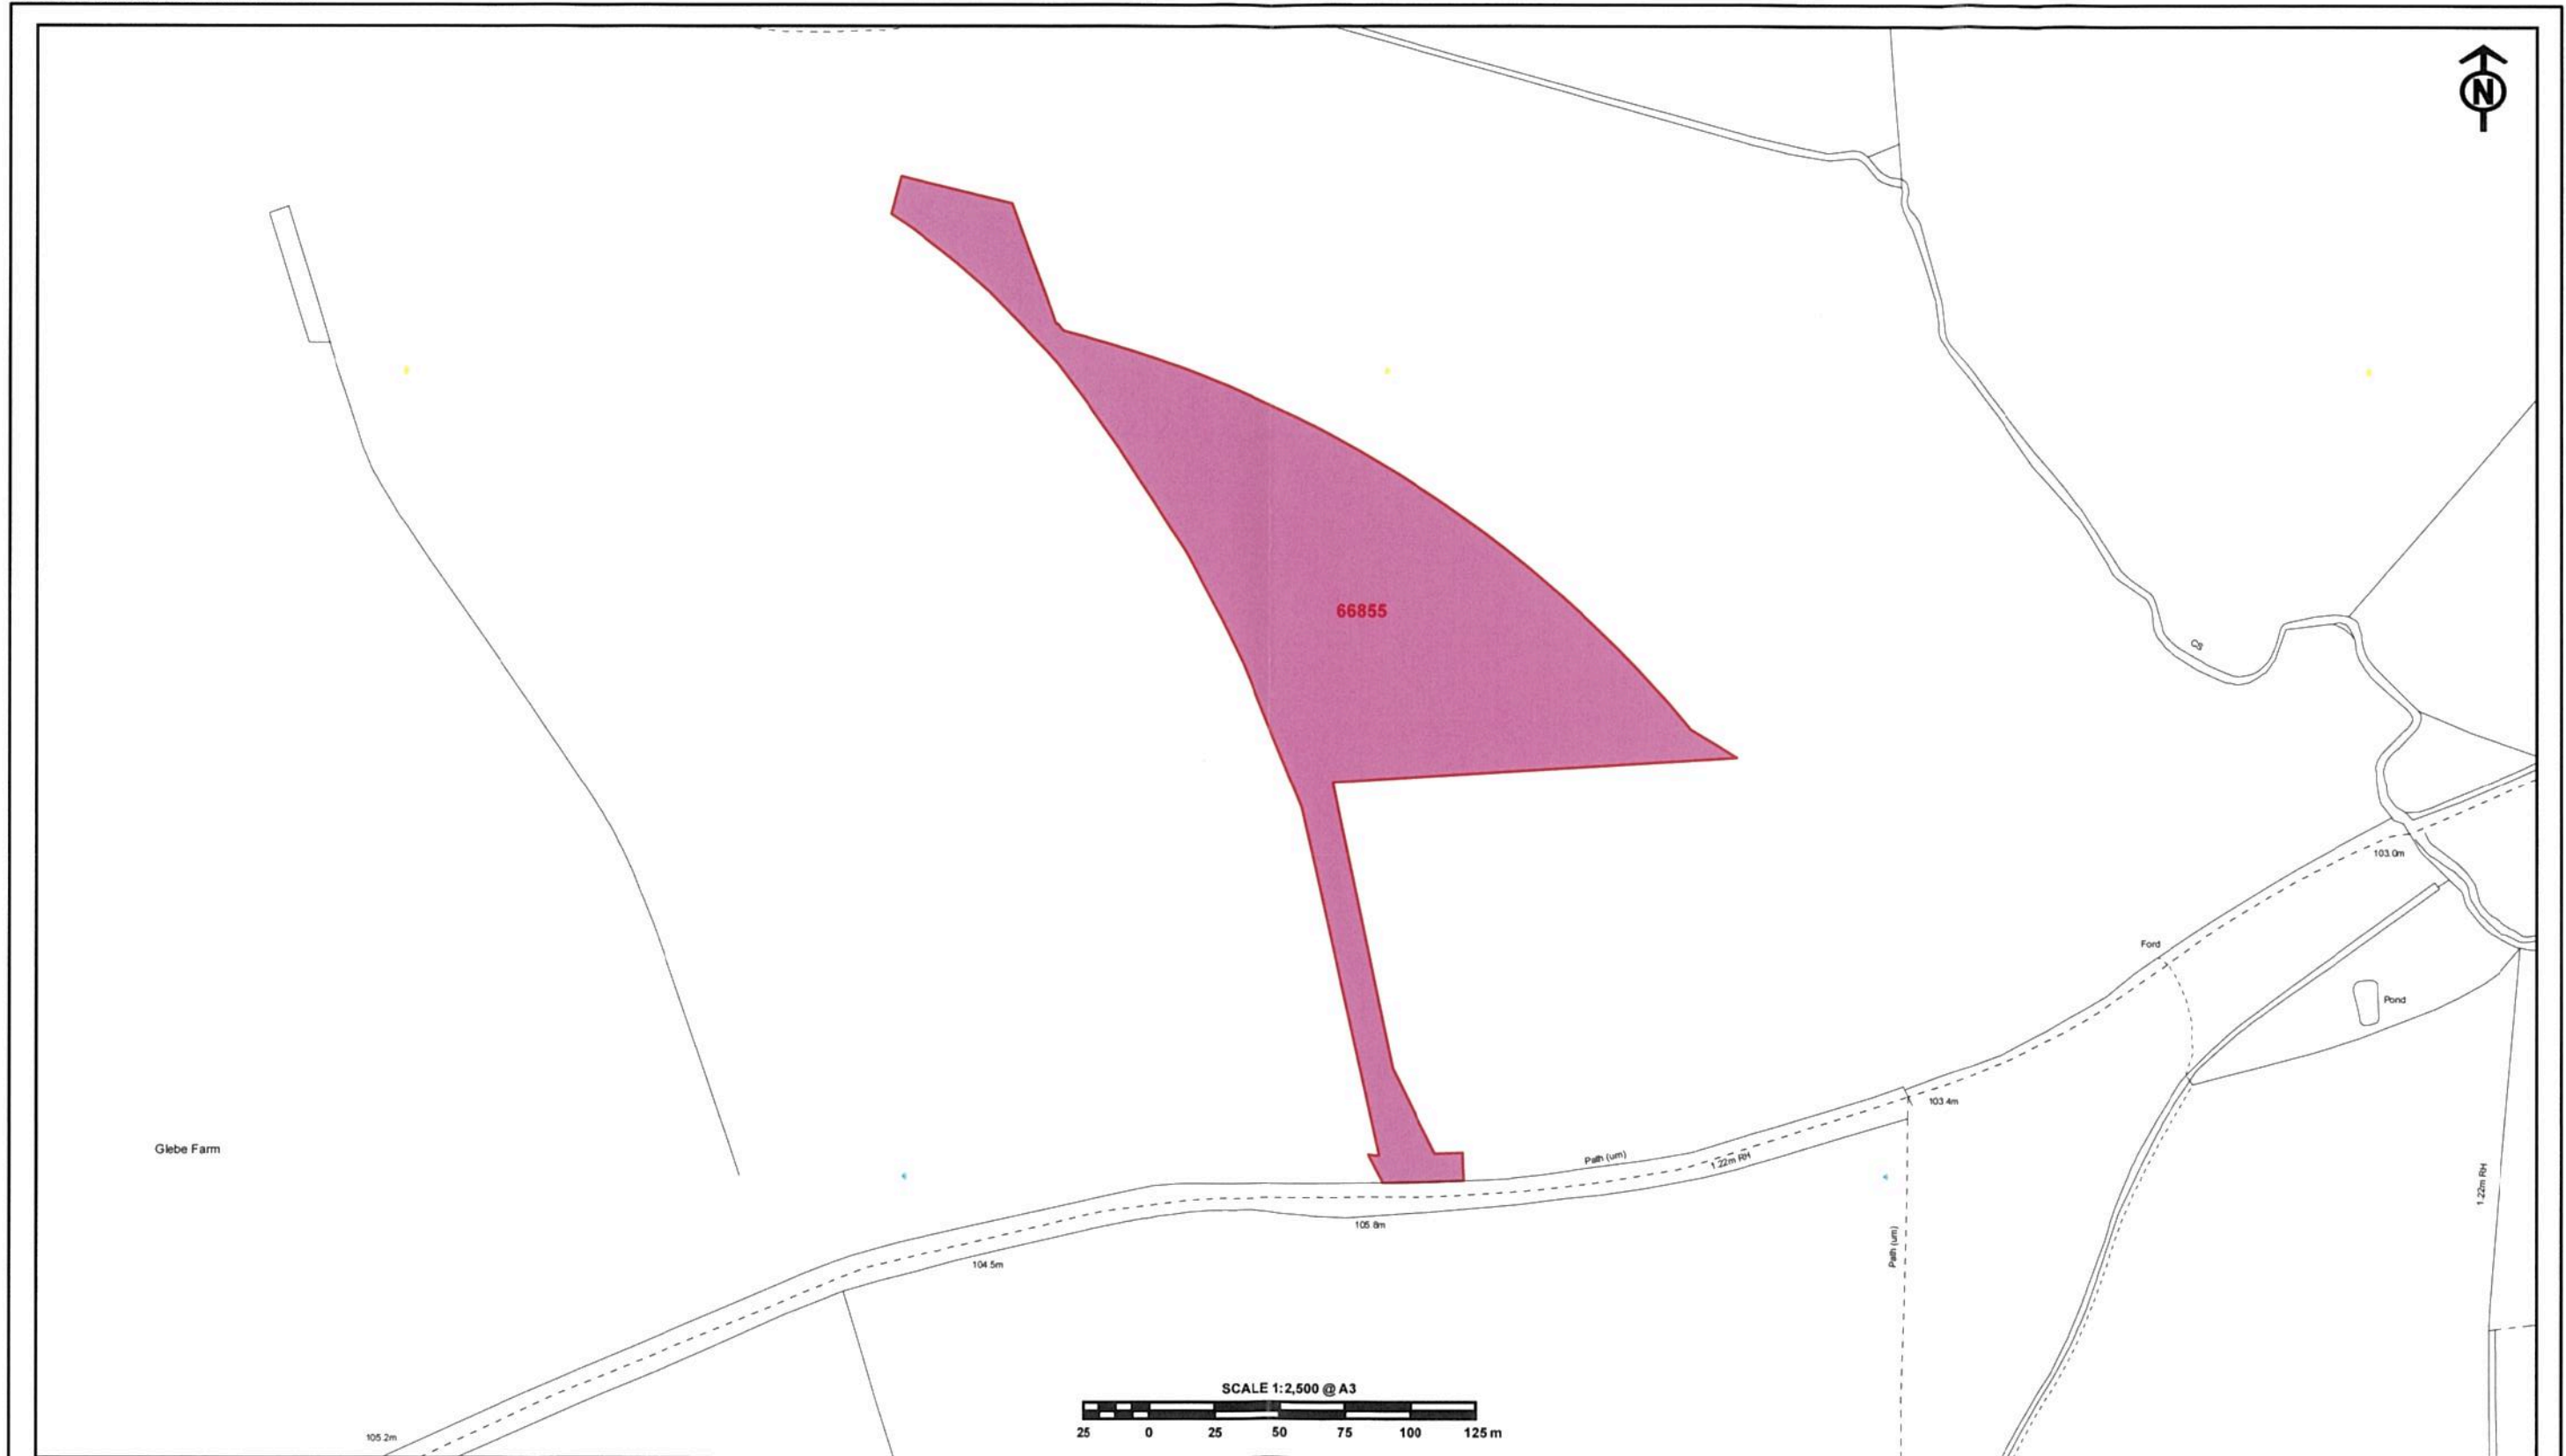 N
66855
CS
103.0m
Ford
Pond
103.4m
Glebe Farm
Path (um)
1.22m RH
1.22m RH
105.8m
Path (um)
104.5m
SCALE 1:2,500 @ A3
25 0 25 50 75 100 125 m
105.2m